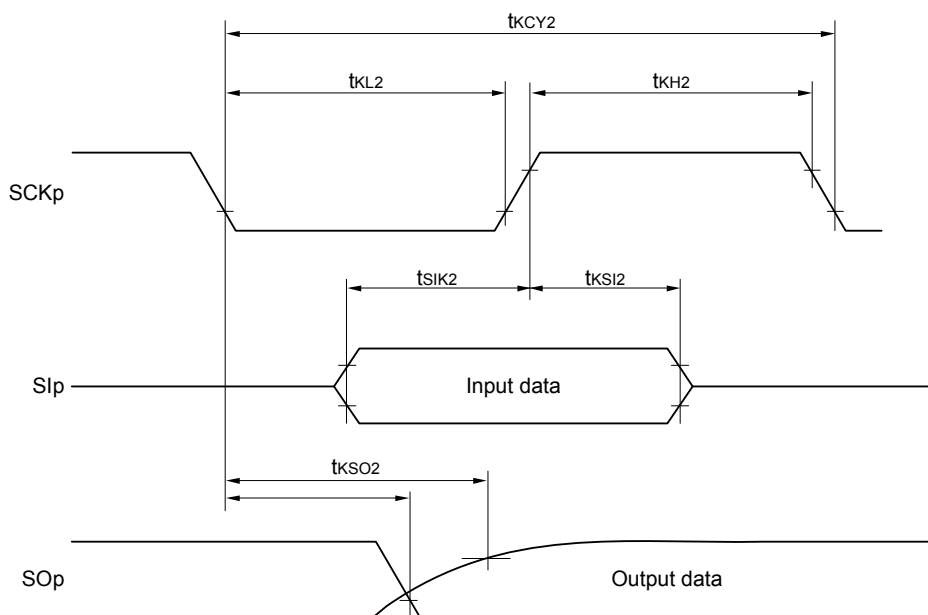 tKCY2
tKL2
tKH2
SCKp
tSIK2
tKSI2
SIp
Input data
tKSO2
SOp
Output data